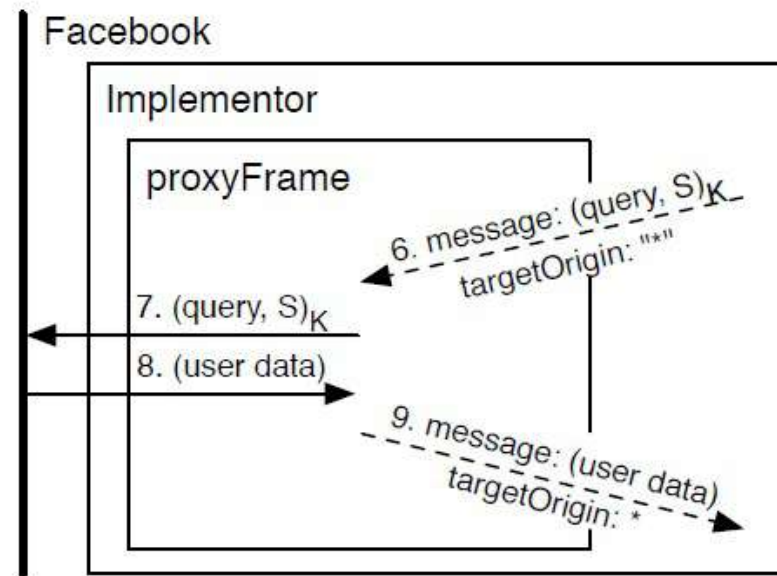 Facebook
Implementor
proxyFrame
6. message: (query, S)K
targetOrigin: "*"
7. (query, S)K
8. (user data)
9. message: (user data)
targetOrigin: *